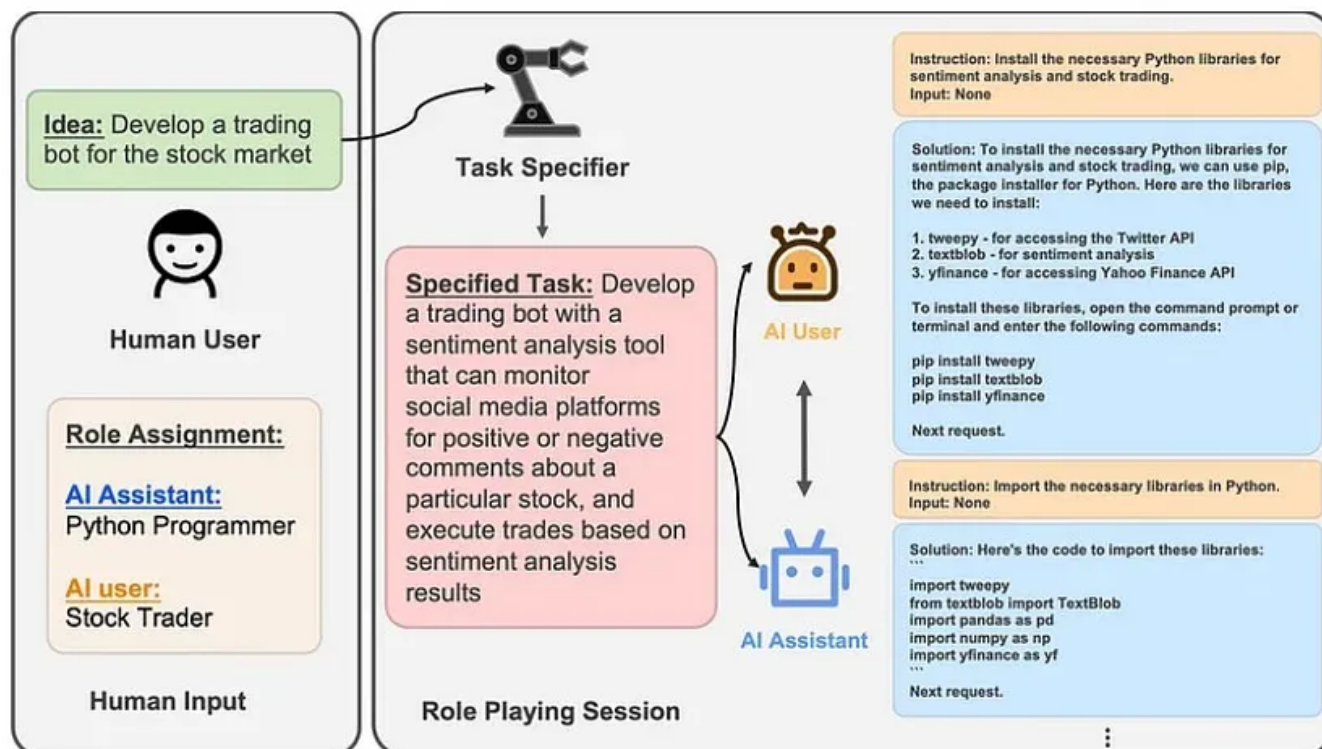 Idea: Develop a trading
bot for the stock market
Human User
Role Assignment:
AI Assistant:
Python Programmer
AI user:
Stock Trader
Human Input
Task Specifier
Specified Task: Develop
a trading bot with a
sentiment analysis tool
that can monitor
social media platforms
for positive or negative
comments about a
particular stock, and
execute trades based on
sentiment analysis
results
AI User
AI Assistant
Role Playing Session
Instruction: Install the necessary Python libraries for
sentiment analysis and stock trading.
Input: None
Solution: To install the necessary Python libraries for
sentiment analysis and stock trading, we can use pip,
the package installer for Python. Here are the libraries
we need to install:
1. tweepy - for accessing the Twitter API
2. textblob - for sentiment analysis
3. yfinance - for accessing Yahoo Finance API
To install these libraries, open the command prompt or
terminal and enter the following commands:
pip install tweepy
pip install textblob
pip install yfinance
Next request.
Instruction: Import the necessary libraries in Python.
Input: None
Solution: Here's the code to import these libraries:
```
import tweepy
from textblob import TextBlob
import pandas as pd
import numpy as np
import yfinance as yf
```
Next request.